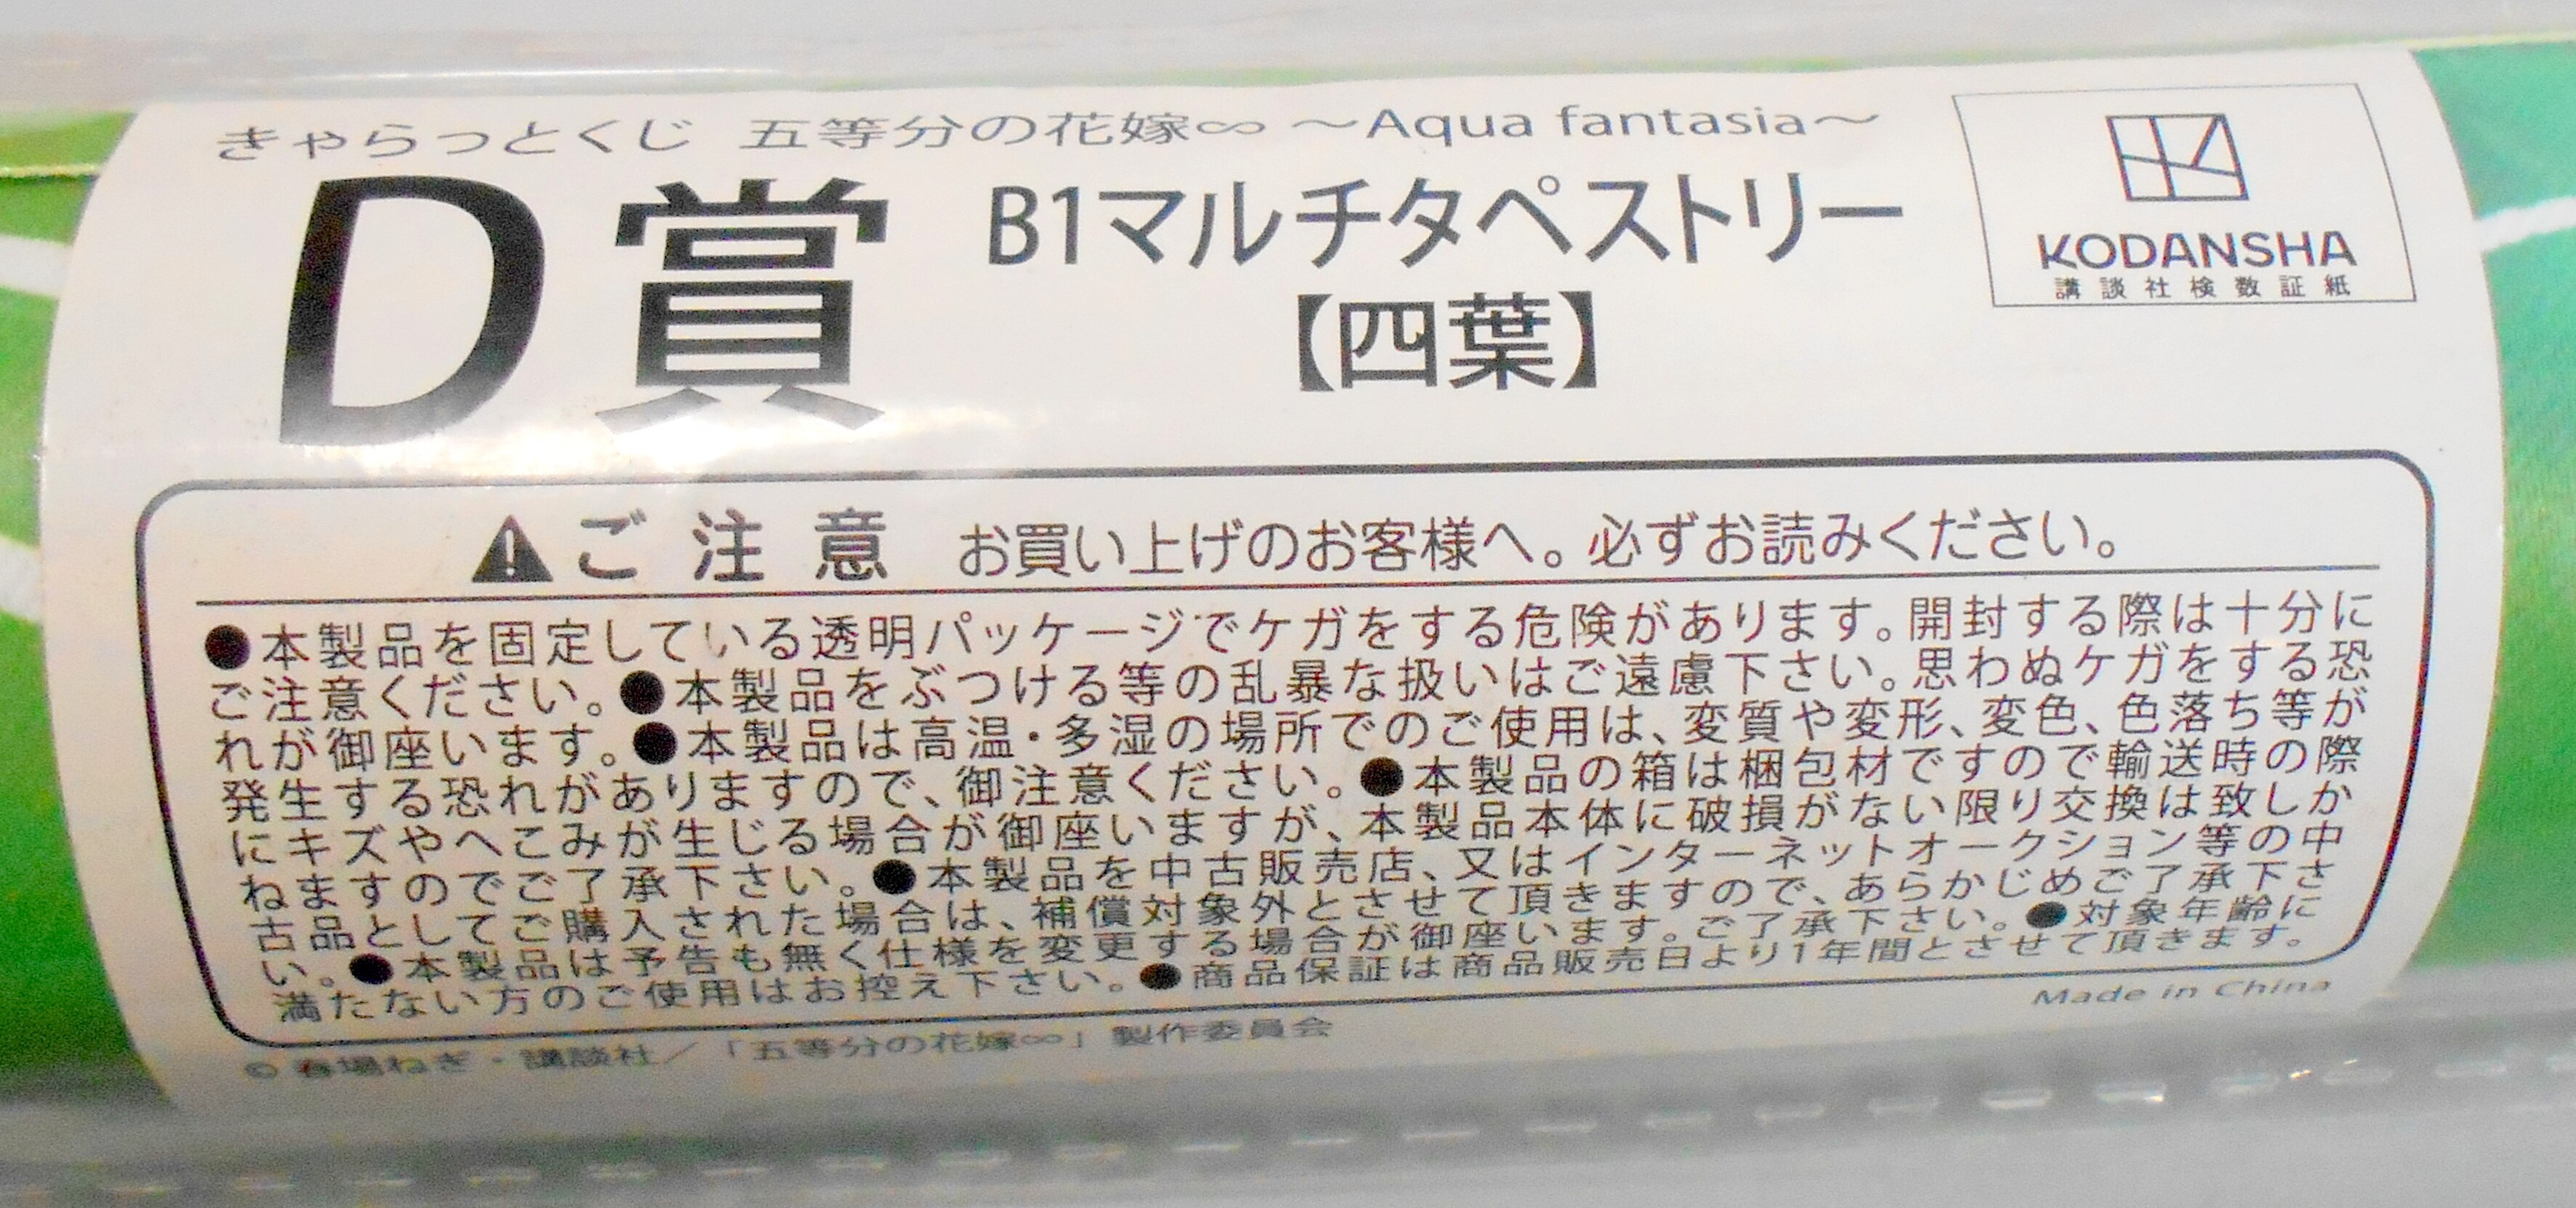 きゃらっとくじ 五等分の花嫁∽ ～Aqua fantasia～
D賞
B1マルチタペストリー
【四葉】
KODANSHA
講談社検数証紙
ご注意 お買い上げのお客様へ。必ずお読みください。
●本製品を固定している透明パッケージでケガをする危険があります。開封する際は十分に
ご注意ください。●本製品をぶつける等の乱暴な扱いはご遠慮下さい。思わぬケガをする恐
れが御座います。●本製品は高温・多湿の場所でのご使用は、変質や変形、変色、色落ち等が
発生する恐れがありますので、御注意ください。●本製品の箱は梱包材ですので輸送時の際
にキズやへこみが生じる場合が御座いますが、本製品本体に破損がない限り交換は致しか
ねますのでご了承下さい。●本製品を中古販売店、又はインターネットオークション等の中
古品としてご購入された場合は、補償対象外とさせて頂きますので、あらかじめご了承下さ
い。●本製品は予告も無く仕様を変更する場合が御座います。ご了承下さい。●対象年齢に
満たない方のご使用はお控え下さい。●商品保証は商品販売日より1年間とさせて頂きます。
Made in China
© 春場ねぎ・講談社／「五等分の花嫁∽」製作委員会